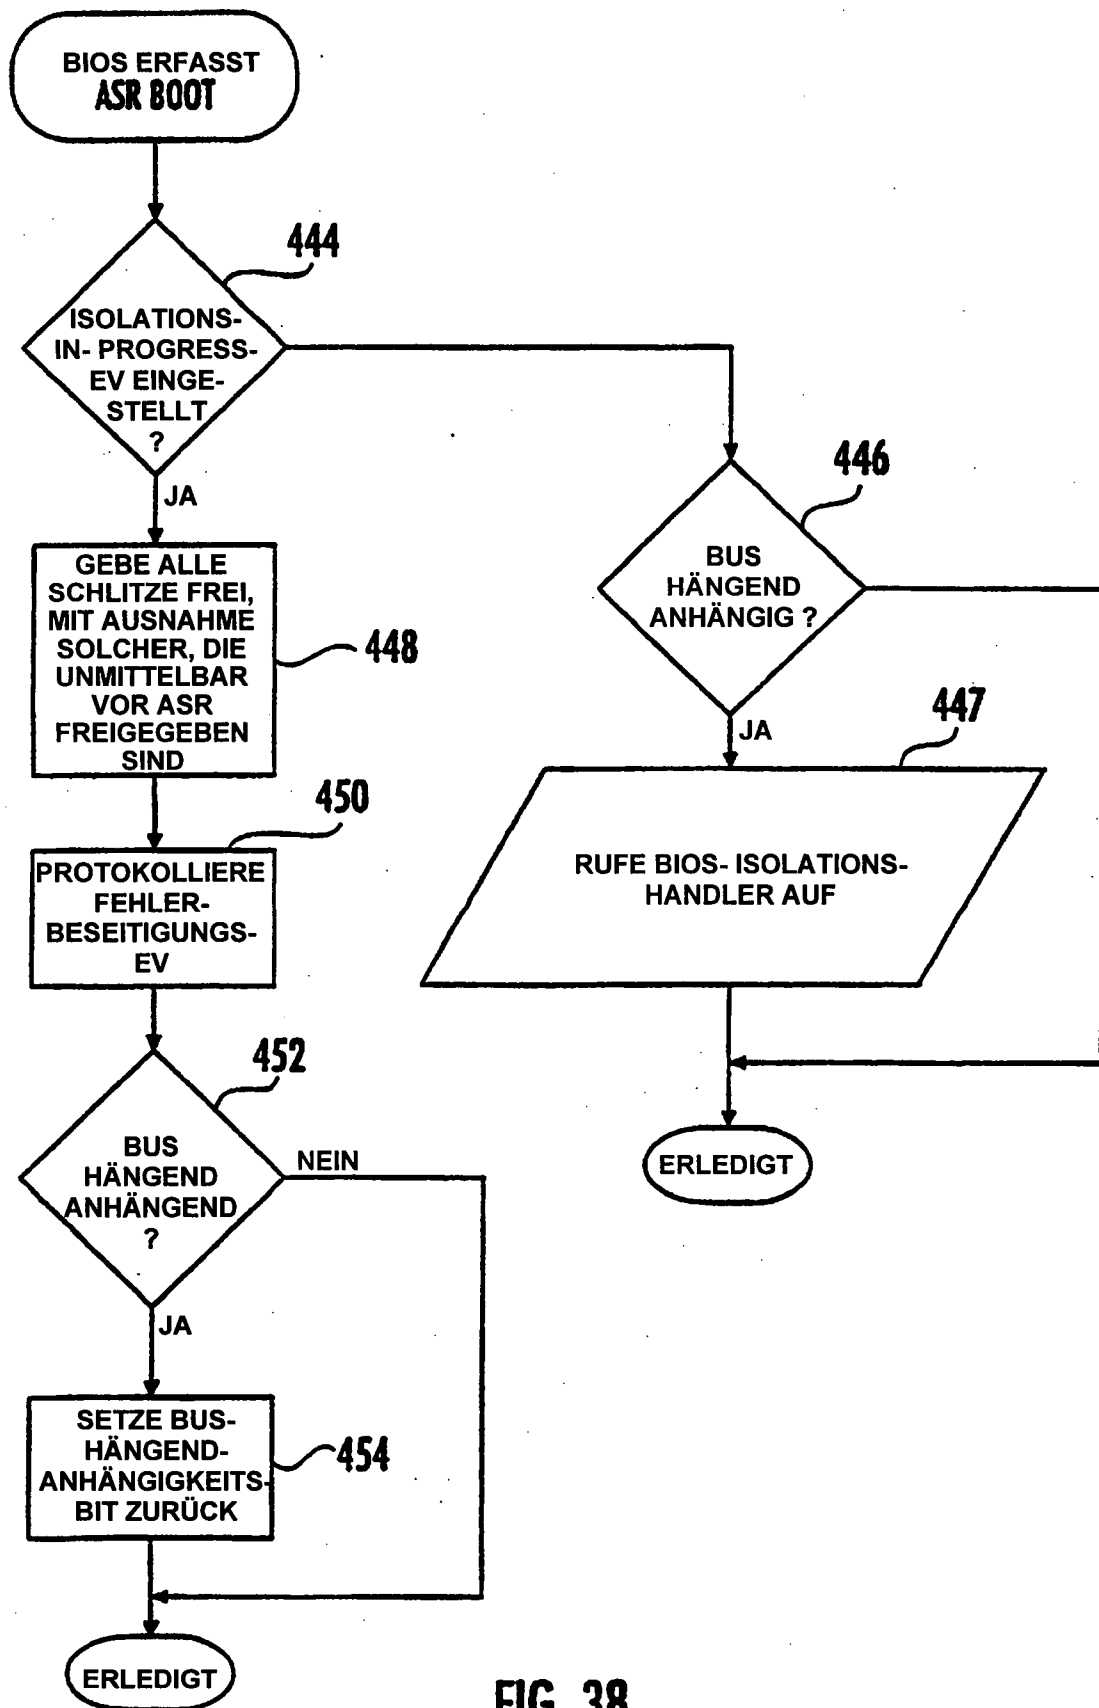 BIOS ERFASST
ASR BOOT
444
ISOLATIONS-
IN- PROGRESS-
EV EINGE-
STELLT
?
JA
446
BUS
HÄNGEND
ANHÄNGIG ?
JA
GEBE ALLE
SCHLITZE FREI,
MIT AUSNAHME
SOLCHER, DIE
UNMITTELBAR
VOR ASR
FREIGEGEBEN
SIND
448
447
RUFE BIOS- ISOLATIONS-
HANDLER AUF
450
PROTOKOLLIERE
FEHLER-
BESEITIGUNGS-
EV
452
BUS
HÄNGEND
ANHÄNGEND
?
NEIN
JA
ERLEDIGT
SETZE BUS-
HÄNGEND-
ANHÄNGIGKEITS-
BIT ZURÜCK
454
ERLEDIGT
FIG. 38